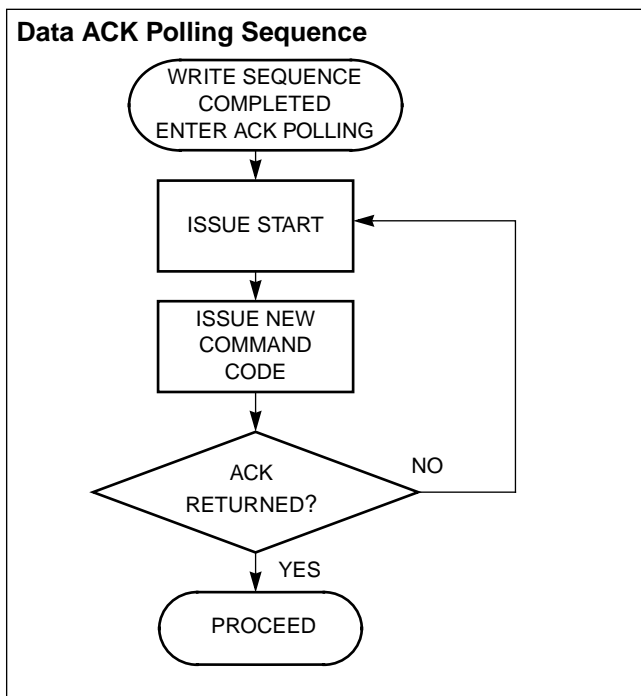 Data ACK Polling Sequence
WRITE SEQUENCE
COMPLETED
ENTER ACK POLLING
ISSUE START
ISSUE NEW
COMMAND
CODE
ACK
RETURNED?
NO
YES
PROCEED